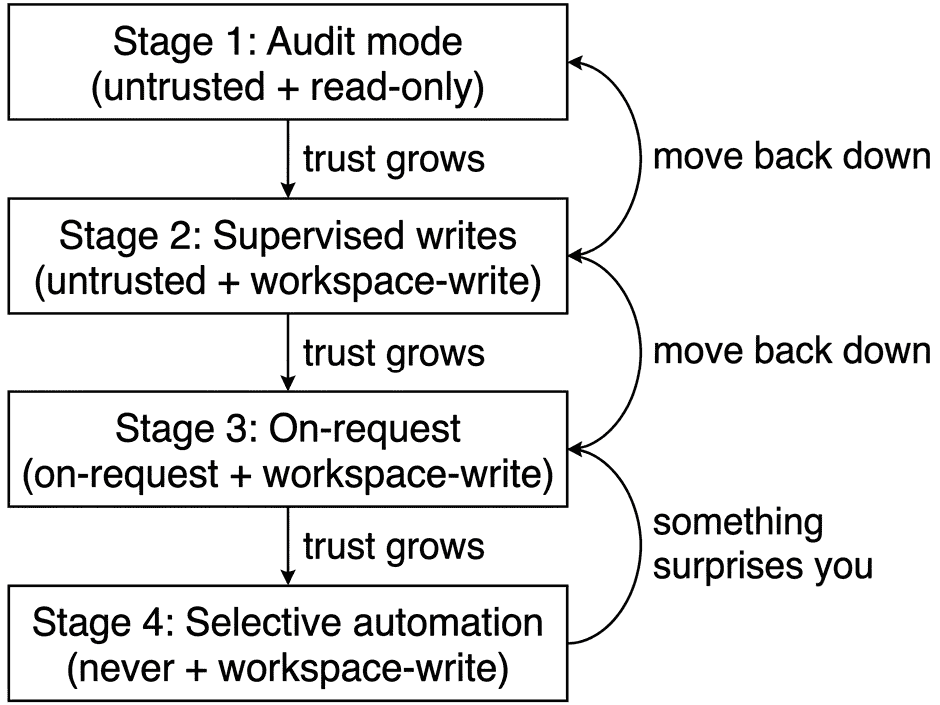 Stage 1: Audit mode
(untrusted + read-only)
trust grows
move back down
Stage 2: Supervised writes
(untrusted + workspace-write)
trust grows
move back down
Stage 3: On-request
(on-request + workspace-write)
trust grows
something
surprises you
Stage 4: Selective automation
(never + workspace-write)